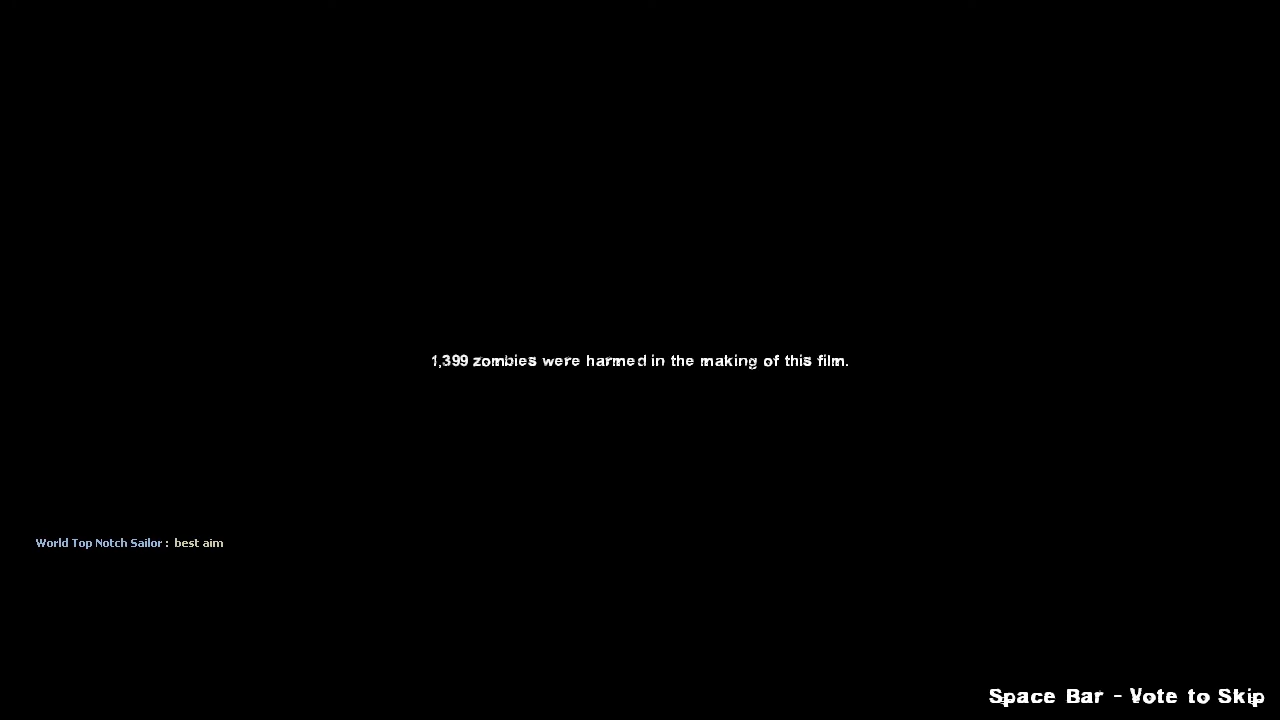 1,399 zombies were harmed in the making of this film.
World Top Notch Sailor : best aim
Space Bar - Vote to Skip